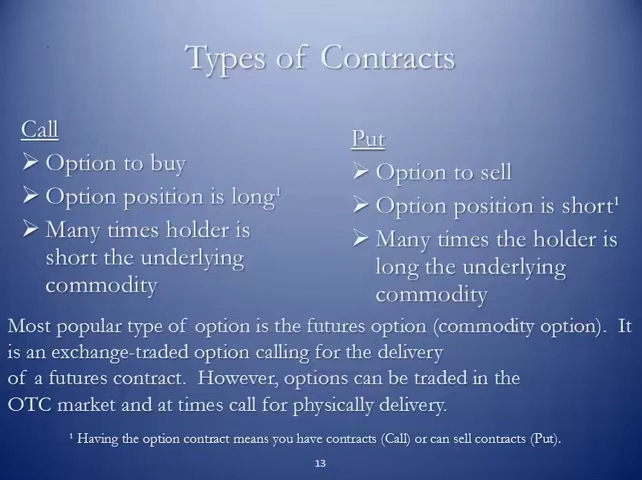 Types of Contracts
Call
➢ Option to buy
➢ Option position is long¹
➢ Many times holder is
short the underlying
commodity
Put
➢ Option to sell
➢ Option position is short¹
➢ Many times the holder is
long the underlying
commodity
Most popular type of option is the futures option (commodity option). It
is an exchange-traded option calling for the delivery
of a futures contract. However, options can be traded in the
OTC market and at times call for physically delivery.
¹ Having the option contract means you have contracts (Call) or can sell contracts (Put).
13